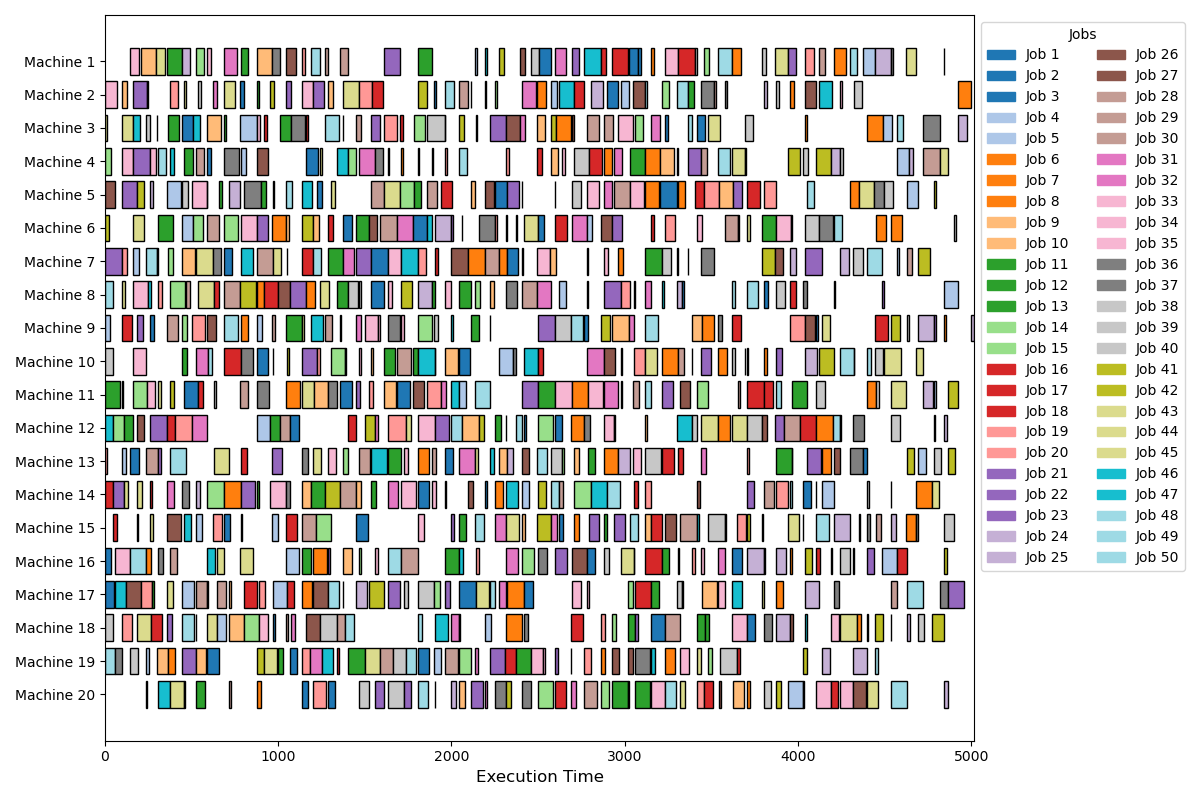 Machine 1
Machine 2
Machine 3
Machine 4
Machine 5
Machine 6
Machine 7
Machine 8
Machine 9
Machine 10
Machine 11
Machine 12
Machine 13
Machine 14
Machine 15
Machine 16
Machine 17
Machine 18
Machine 19
Machine 20
0 1000 2000 3000 4000 5000
Execution Time
Jobs
Job 1 Job 26
Job 2 Job 27
Job 3 Job 28
Job 4 Job 29
Job 5 Job 30
Job 6 Job 31
Job 7 Job 32
Job 8 Job 33
Job 9 Job 34
Job 10 Job 35
Job 11 Job 36
Job 12 Job 37
Job 13 Job 38
Job 14 Job 39
Job 15 Job 40
Job 16 Job 41
Job 17 Job 42
Job 18 Job 43
Job 19 Job 44
Job 20 Job 45
Job 21 Job 46
Job 22 Job 47
Job 23 Job 48
Job 24 Job 49
Job 25 Job 50